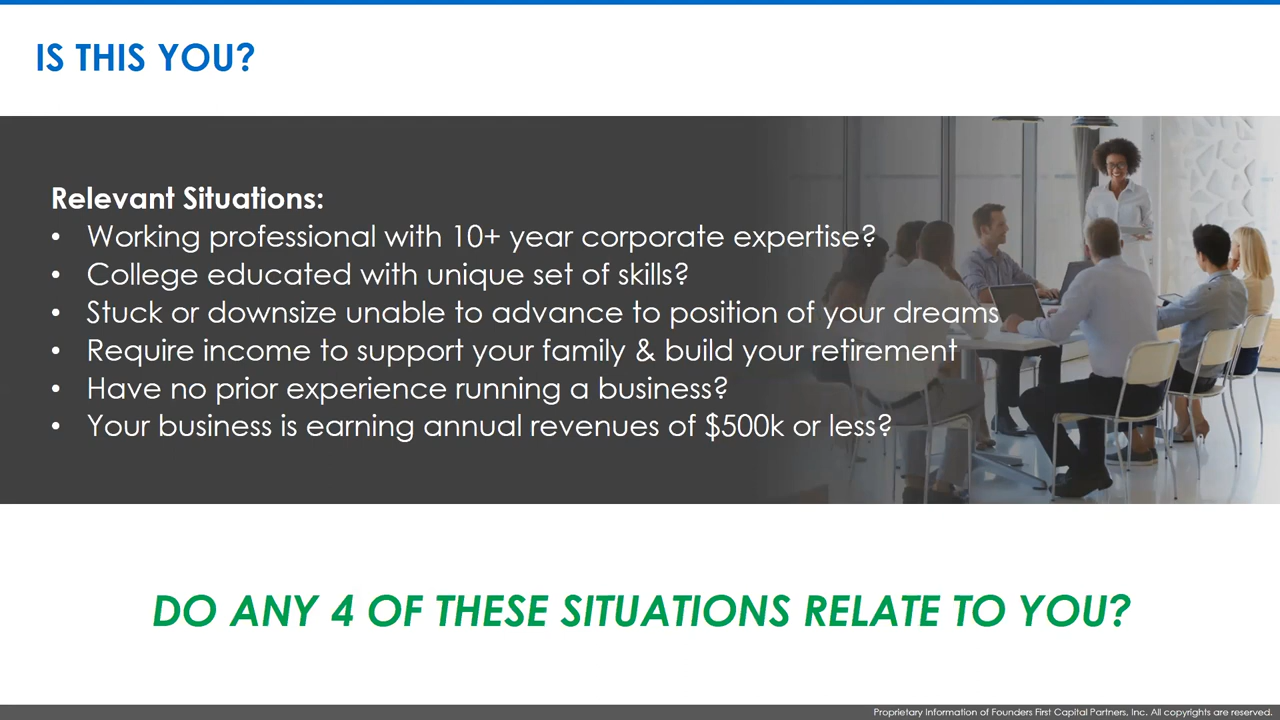 IS THIS YOU?
Relevant Situations:
• Working professional with 10+ year corporate expertise?
• College educated with unique set of skills?
• Stuck or downsize unable to advance to position of your dreams
• Require income to support your family & build your retirement
• Have no prior experience running a business?
• Your business is earning annual revenues of $500k or less?
DO ANY 4 OF THESE SITUATIONS RELATE TO YOU?
Proprietary Information of Founders First Capital Partners, Inc. All copyrights are reserved.